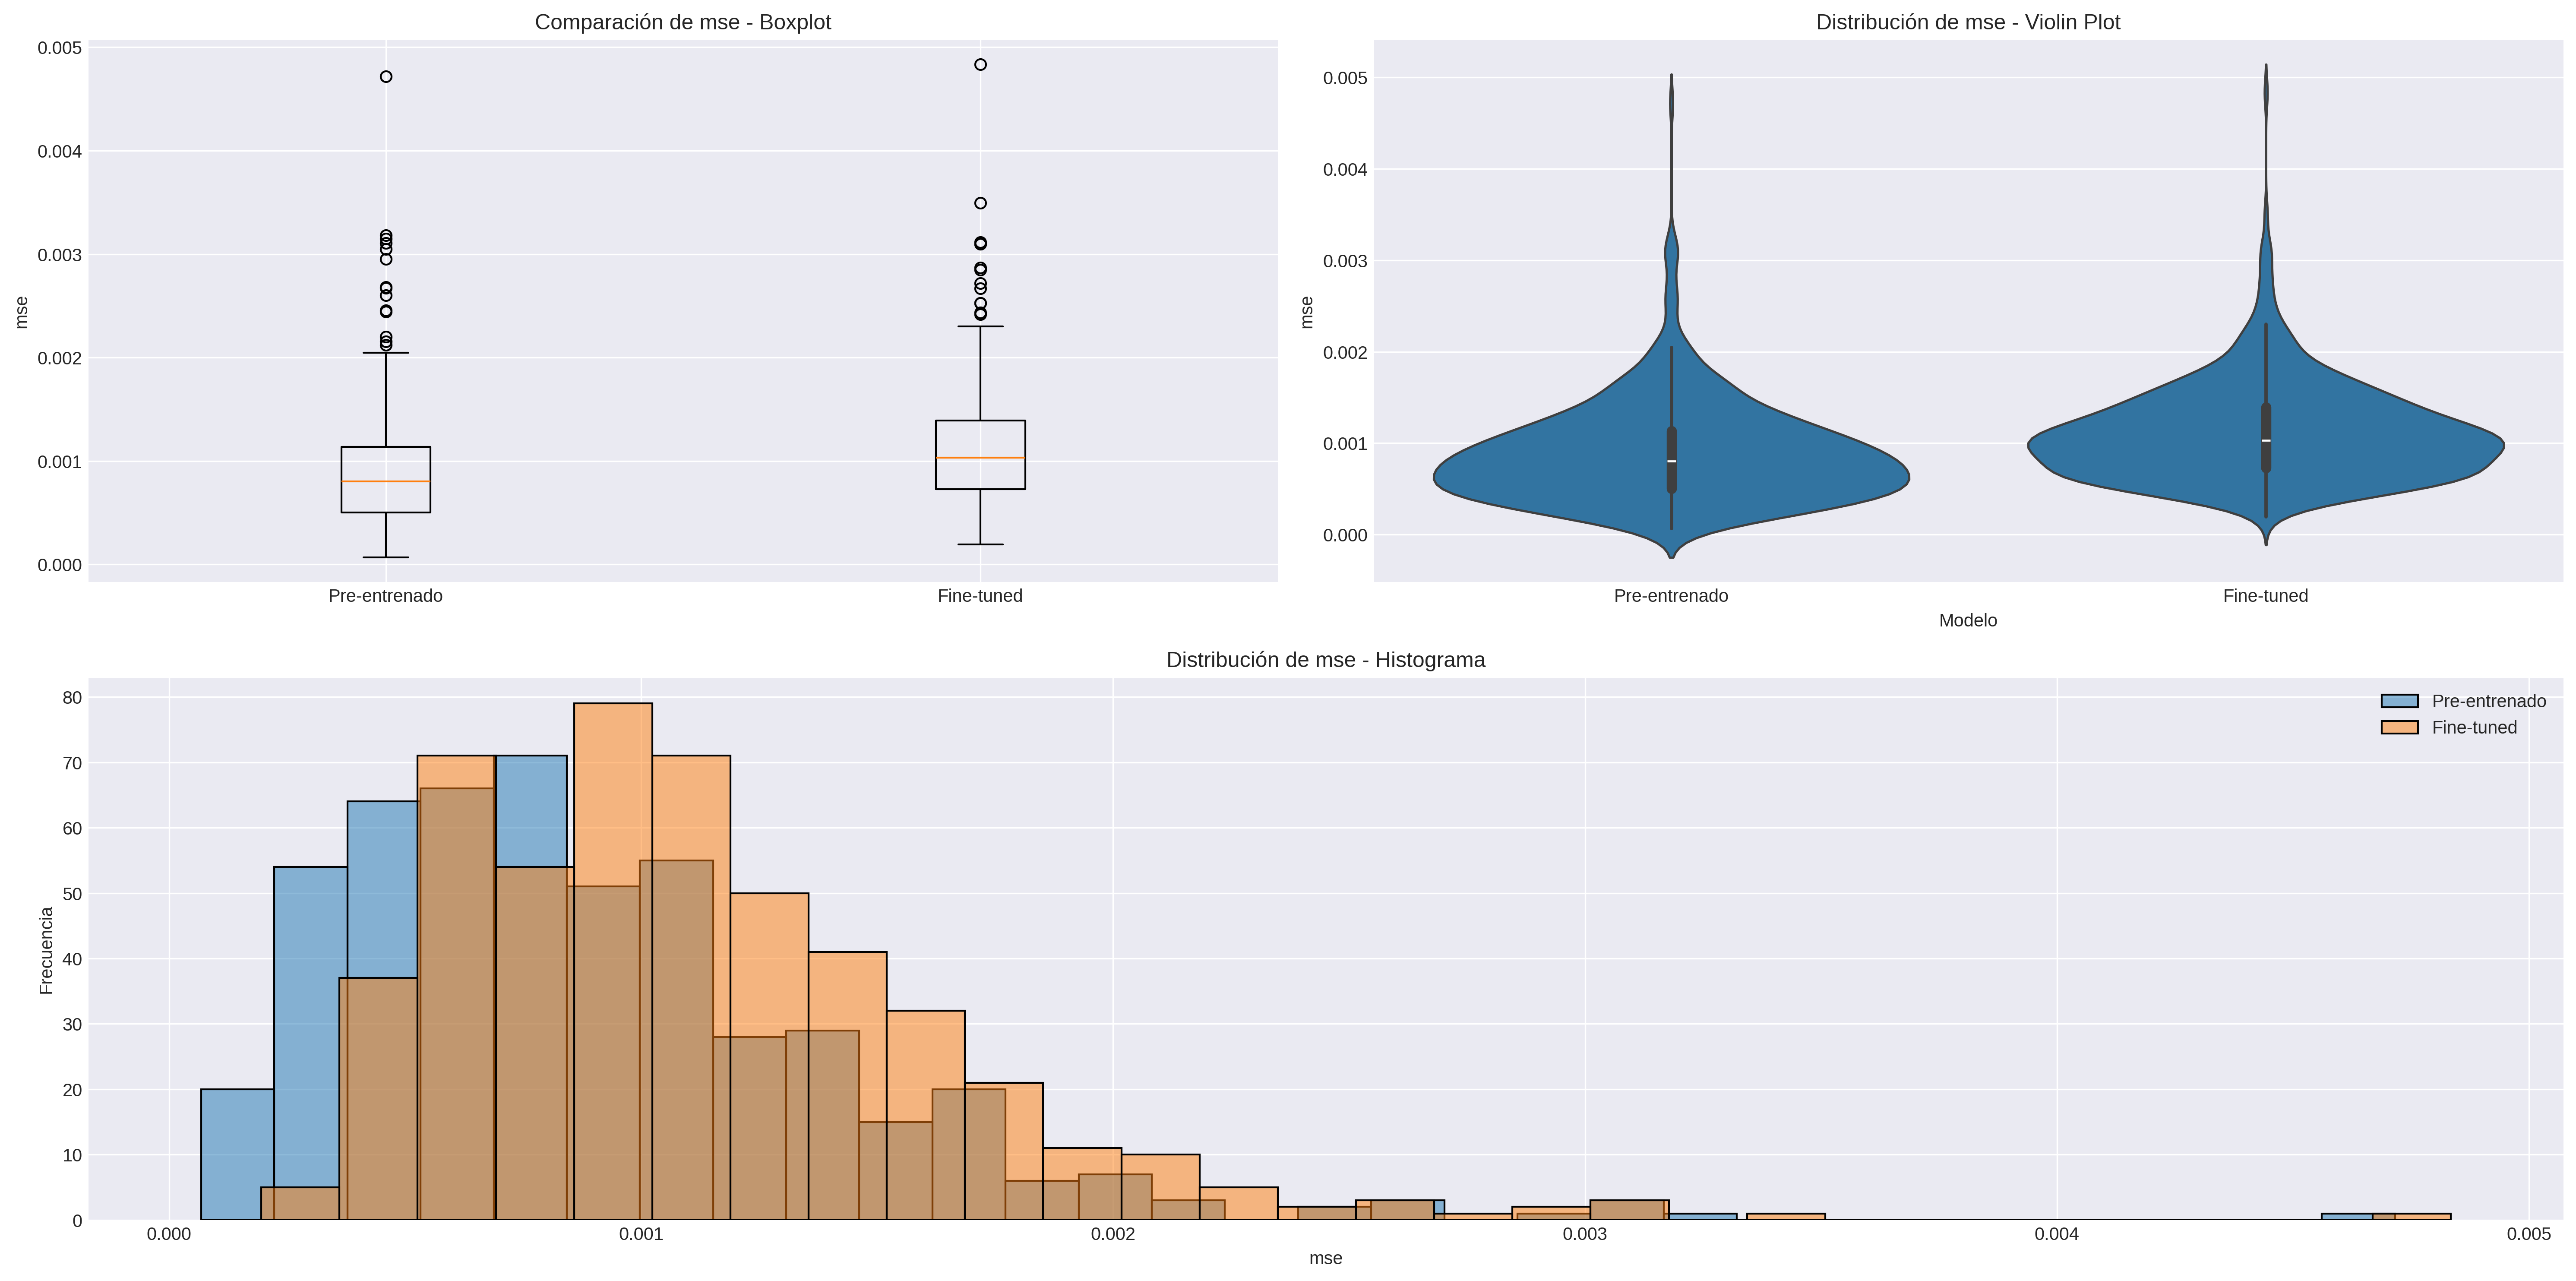 Comparación de mse - Boxplot
0.005
0.004
0.003
0.002
0.001
0.000
mse
Pre-entrenado
Fine-tuned
Distribución de mse - Violin Plot
0.005
0.004
0.003
0.002
0.001
0.000
mse
Pre-entrenado
Fine-tuned
Modelo
Distribución de mse - Histograma
80
70
60
50
40
30
20
10
0
Frecuencia
Pre-entrenado
Fine-tuned
0.000
0.001
0.002
0.003
0.004
0.005
mse